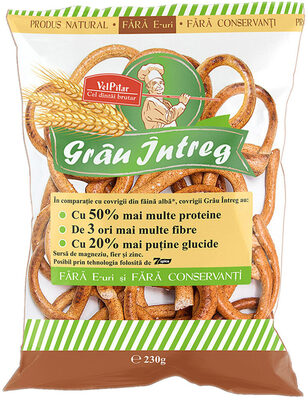 PRODUS NATURAL • FĂRĂ E-uri • FĂRĂ CONSERVANȚI
VelPitar
Cel dintâi brutar
Grâu Întreg
În comparație cu covrigii din făină albă*, covrigii Grâu Întreg au:
• Cu 50% mai multe proteine
• De 3 ori mai multe fibre
• Cu 20% mai puține glucide
Sursă de magneziu, fier și zinc.
Posibil prin tehnologia folosită de
FĂRĂ E-uri și FĂRĂ CONSERVANȚI
℮ 230g